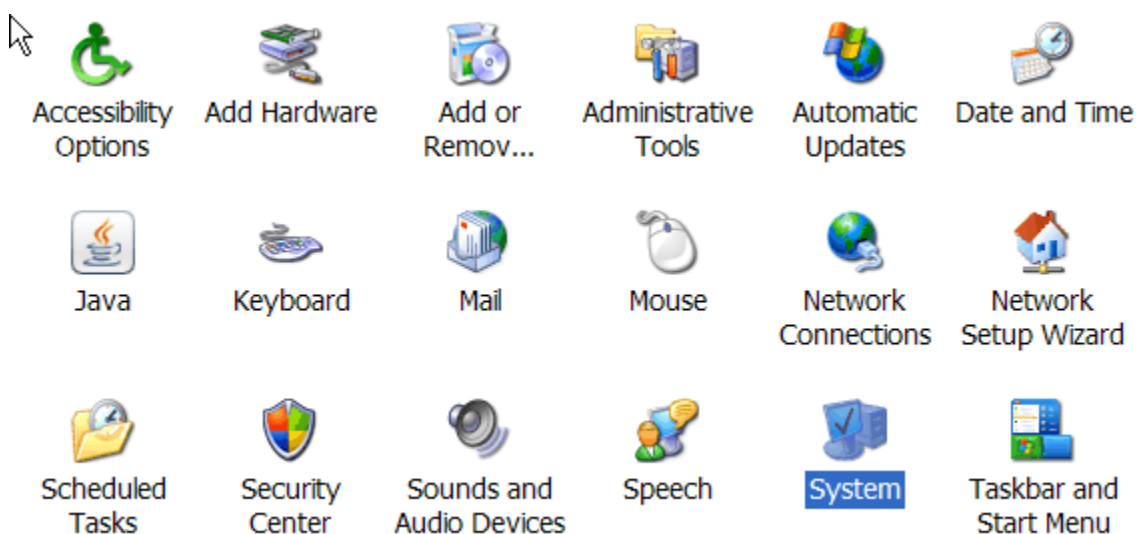 Accessibility Options
Add Hardware
Add or Remov...
Administrative Tools
Automatic Updates
Date and Time
Java
Keyboard
Mail
Mouse
Network Connections
Network Setup Wizard
Scheduled Tasks
Security Center
Sounds and Audio Devices
Speech
System
Taskbar and Start Menu